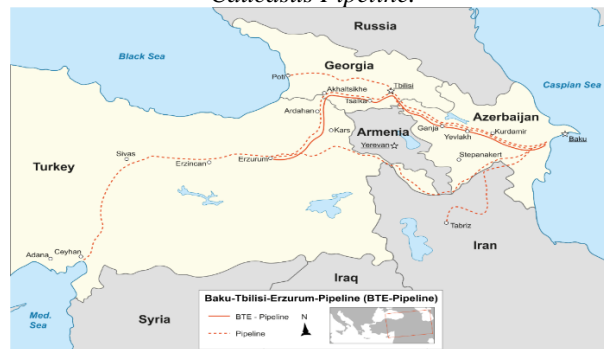 Caucasus Pipeline.
Russia
Black Sea
Georgia
Caspian Sea
Poti
Akhaltsikhe
Tbilisi
Tsalka
Ardahan
Azerbaijan
Armenia
Ganja
Kars
Yevlakh
Kurdamir
Baku
Turkey
Sivas
Yerevan
Stepanakert
Erzincan
Erzurum
Tabriz
Iran
Adana
Ceyhan
Iraq
Med.
Sea
Syria
Baku-Tbilisi-Erzurum-Pipeline (BTE-Pipeline)
BTE - Pipeline
N
Pipeline